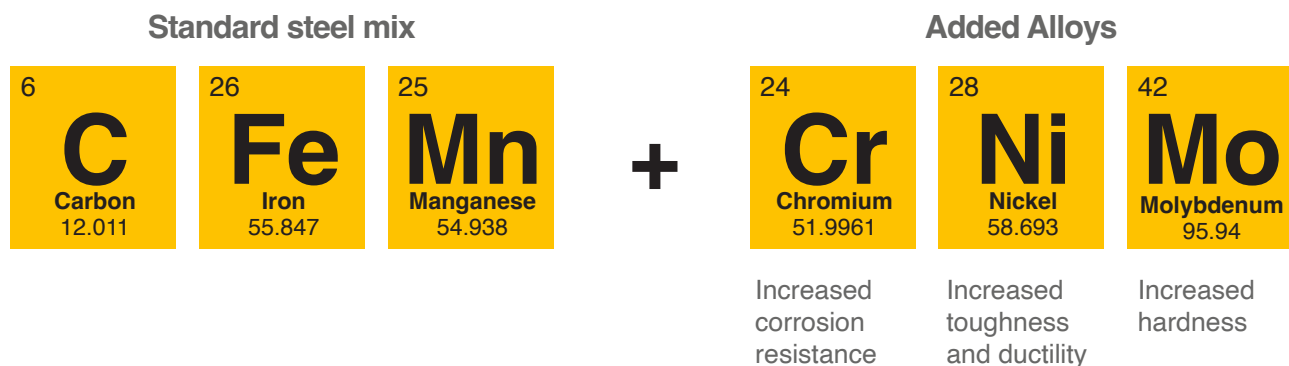 Standard steel mix
Added Alloys
6
C
Carbon
12.011
26
Fe
Iron
55.847
25
Mn
Manganese
54.938
+
24
Cr
Chromium
51.9961
28
Ni
Nickel
58.693
42
Mo
Molybdenum
95.94
Increased
corrosion
resistance
Increased
toughness
and ductility
Increased
hardness